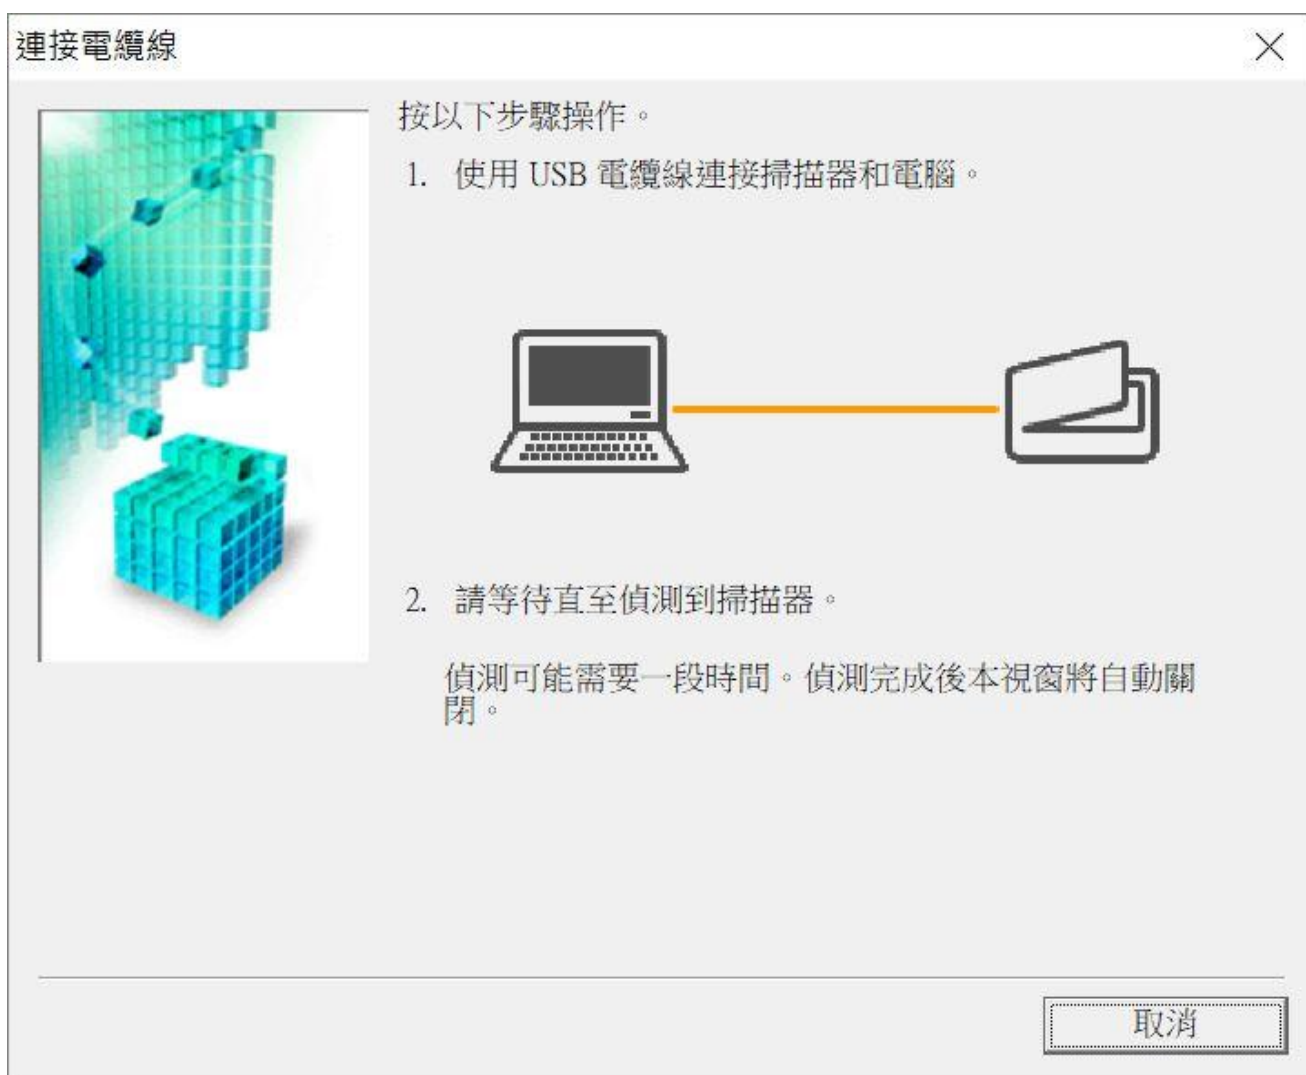 連接電纜線
按以下步驟操作。
1. 使用 USB 電纜線連接掃描器和電腦。
2. 請等待直至偵測到掃描器。
偵測可能需要一段時間。偵測完成後本視窗將自動關
閉。
取消